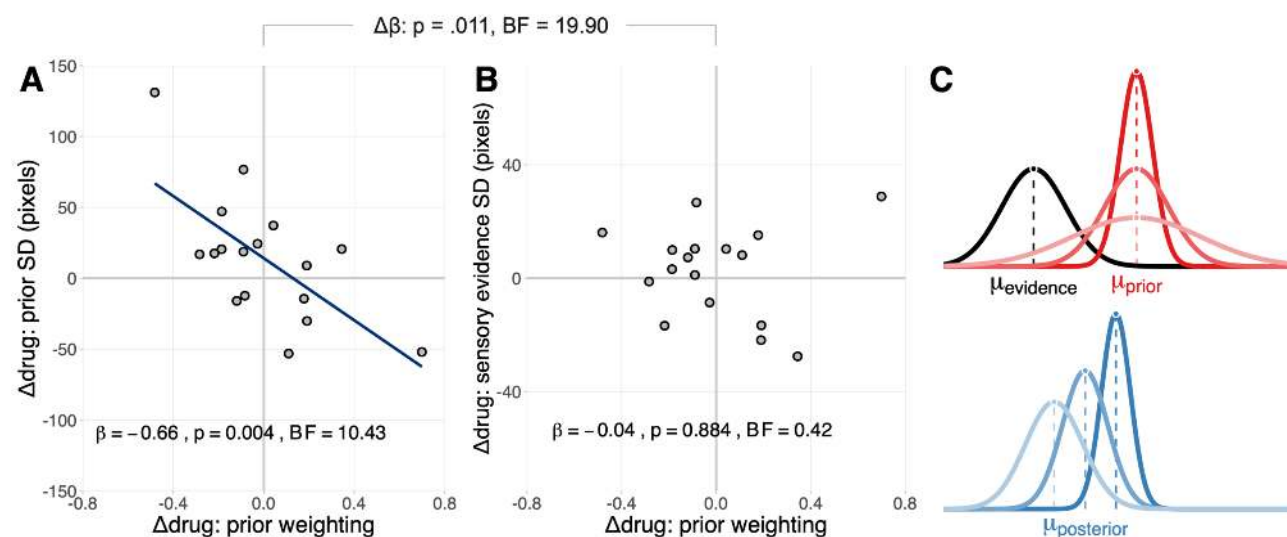 Δβ: p = .011, BF = 19.90
A
Δdrug: prior SD (pixels)
150
100
50
0
-50
-100
-150
β = −0.66 , p = 0.004 , BF = 10.43
-0.8
-0.4
0.0
0.4
0.8
Δdrug: prior weighting
B
Δdrug: sensory evidence SD (pixels)
40
0
-40
β = −0.04 , p = 0.884 , BF = 0.42
-0.8
-0.4
0.0
0.4
0.8
Δdrug: prior weighting
C
μevidence
μprior
μposterior